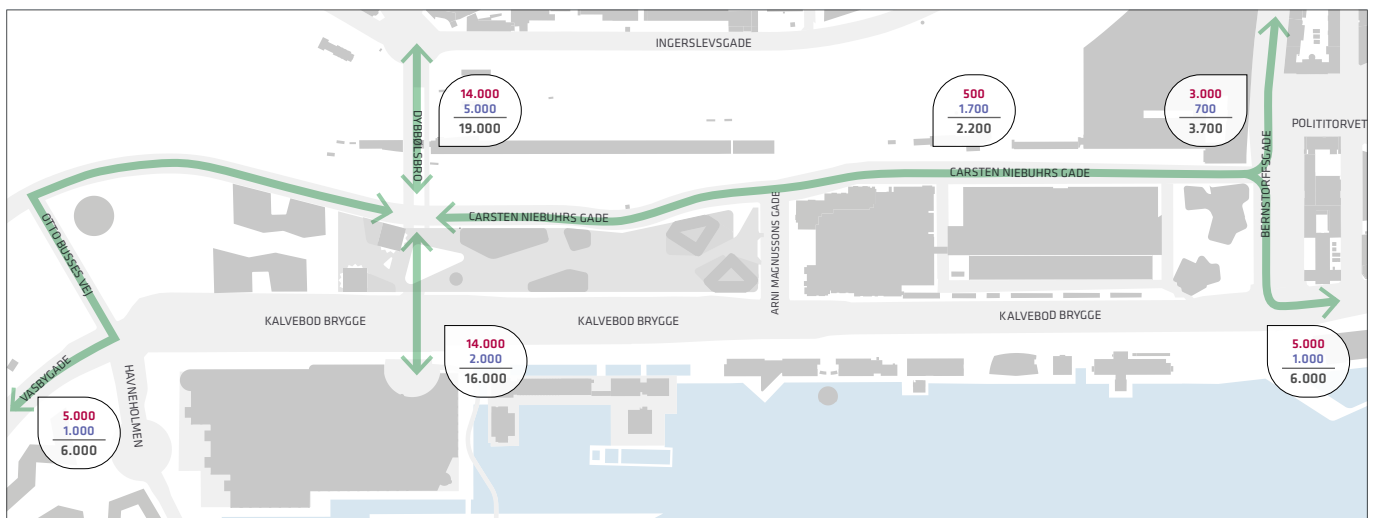 INGERSLEVSGADE
14.000
5.000
19.000
500
1.700
2.200
3.000
700
3.700
POLITITORVET
DYBBØLSBRO
BERNSTORFFSGADE
CARSTEN NIEBUHRS GADE
CARSTEN NIEBUHRS GADE
OTTO BUSSES VEJ
ARNI MAGNUSSONS GADE
KALVEBOD BRYGGE
KALVEBOD BRYGGE
KALVEBOD BRYGGE
14.000
2.000
16.000
5.000
1.000
6.000
VASBYGADE
HAVNEHOLMEN
5.000
1.000
6.000